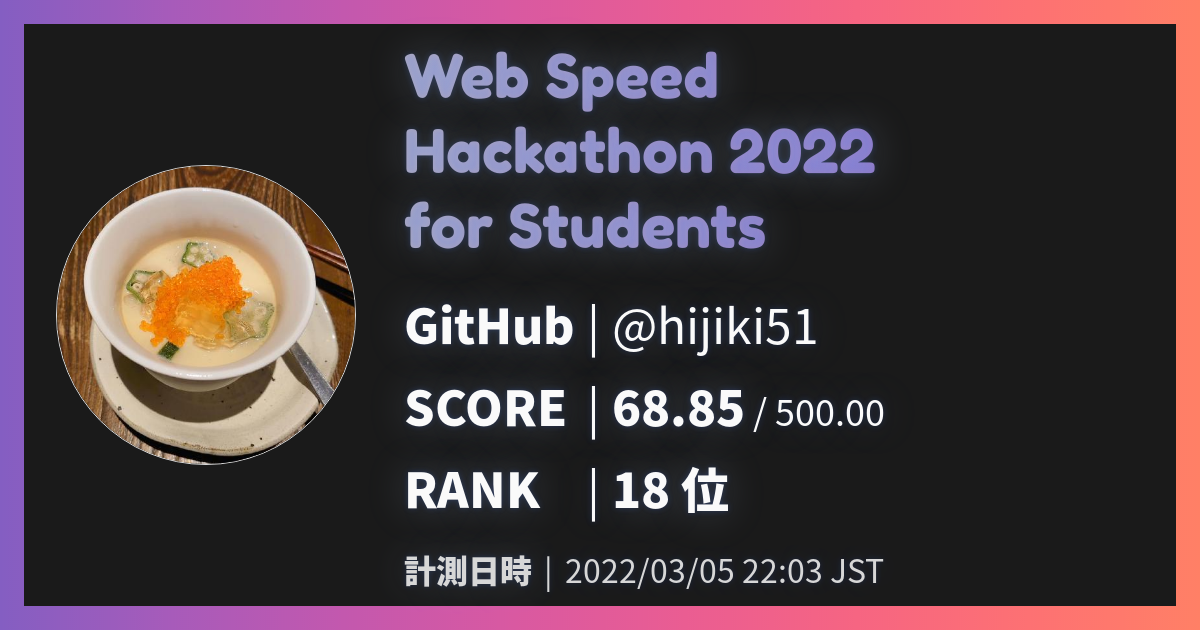 Web Speed
Hackathon 2022
for Students
GitHub | @hijiki51
SCORE | 68.85 / 500.00
RANK | 18 位
計測日時 | 2022/03/05 22:03 JST